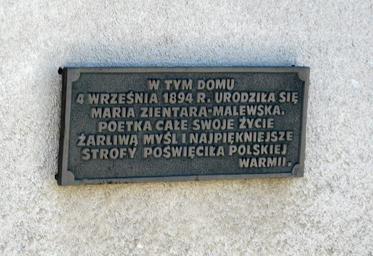 W TYM DOMU
4 WRZEŚNIA 1894 R. URODZIŁA SIĘ
MARIA ZIENTARA-MALEWSKA.
POETKA CAŁE SWOJE ŻYCIE
ŻARLIWĄ MYŚL I NAJPIĘKNIEJSZE
STROFY POŚWIĘCIŁA POLSKIEJ
WARMII.